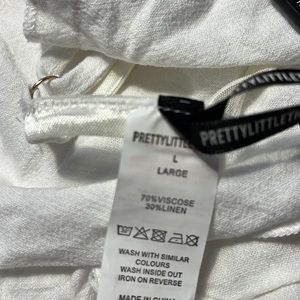 PRETTYLITTLET
PRETTYLITTLE
L
LARGE
70%VISCOSE
30%LINEN
WASH WITH SIMILAR
COLOURS
WASH INSIDE OUT
IRON ON REVERSE
MADE IN CHINA